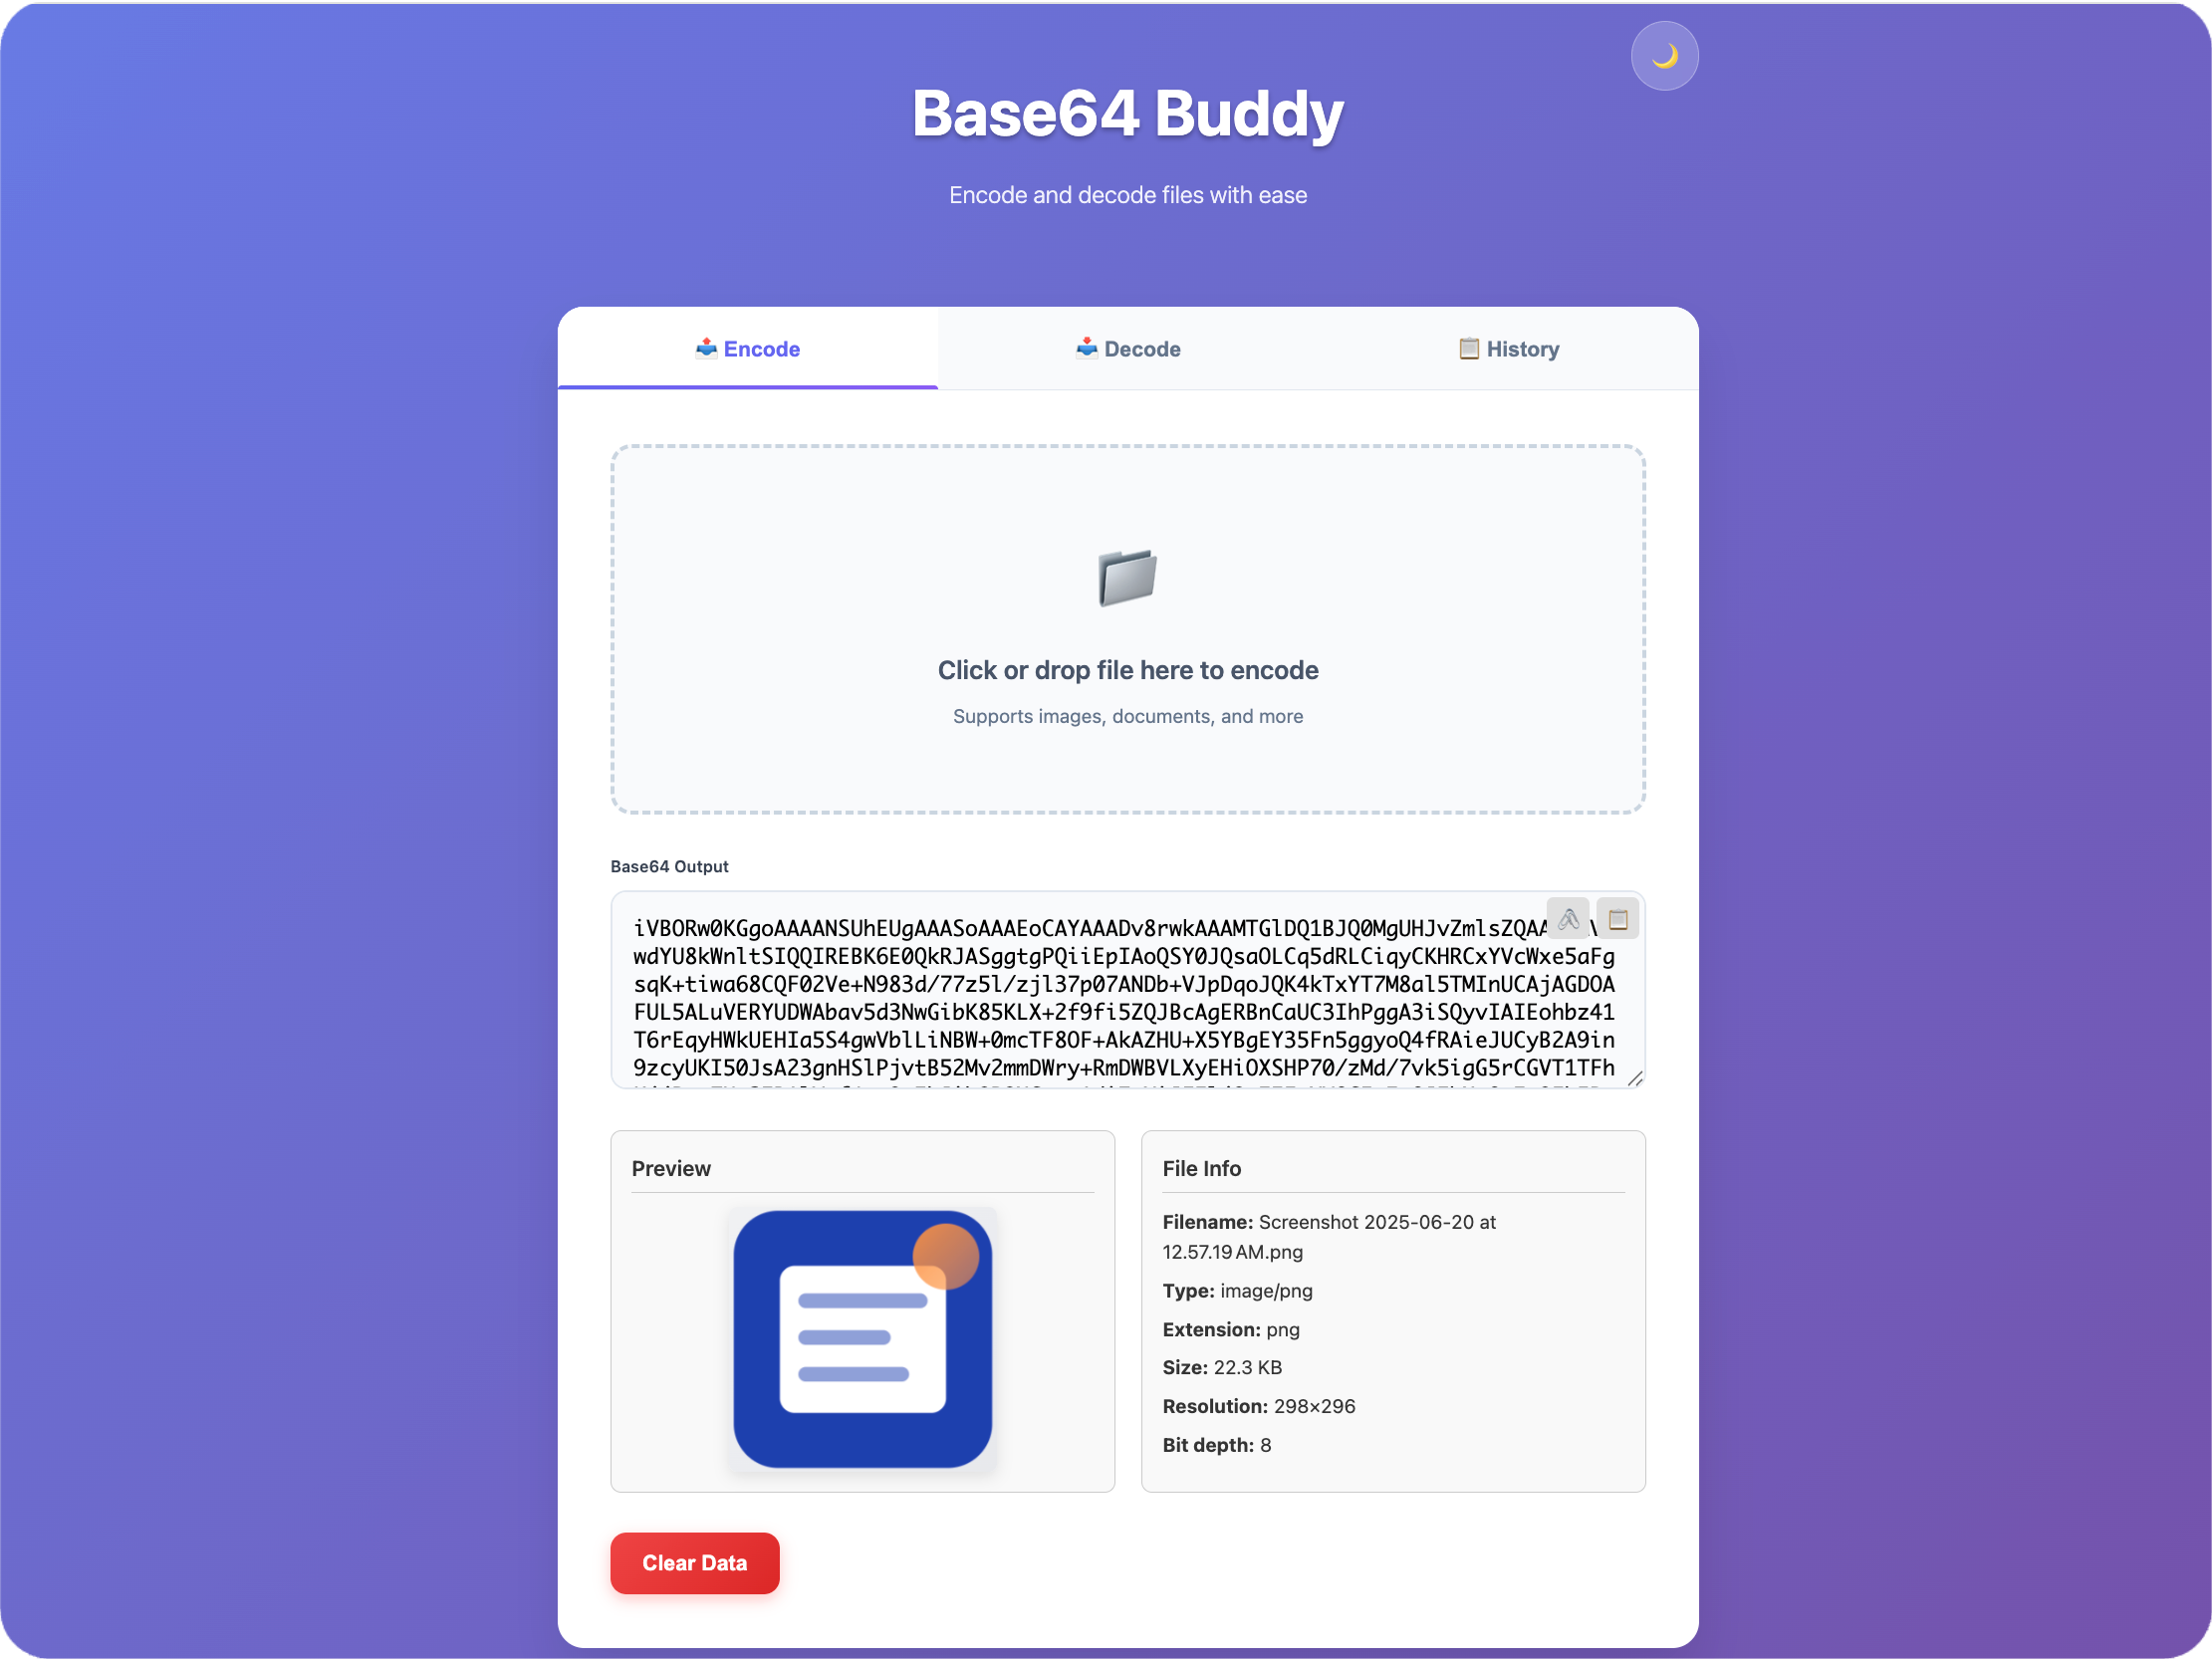 Base64 Buddy
Encode and decode files with ease
Encode
Decode
History
Click or drop file here to encode
Supports images, documents, and more
Base64 Output
iVBORw0KGgoAAAANSUhEUgAAASoAAAEoCAYAAADv8rwkAAAMTGlDQ1BJQ0MgUHJvZmlsZQAA
wdYU8kWnltSIQQIREBK6E0QkRJASggtgPQiiEpIAoQSY0JQsaOLCq5dRLCiqyCKHRCxYVcWxe5aFg
sqK+tiwa68CQF02Ve+N983d/77z5l/zjl37p07ANDb+VJpDqoJQK4kTxYT7M8al5TMInUCAjAGDOA
FUL5ALuVERYUDWAbav5d3NwGibK85KLX+2f9fi5ZQJBcAgERBnCaUC3IhPggA3iSQyvIAIEohbz41
T6rEqyHWkUEHIa5S4gwVblLiNBW+0mcTF8OF+AkAZHU+X5YBgEY35Fn5ggyoQ4fRAieJUCyB2A9in
9zcyUKI50JsA23gnHSlPjvtB52Mv2mmDWry+RmDWBVLXyEHiOXSHP70/zMd/7vk5igG5rCGVT1TFh
Preview
File Info
Filename: Screenshot 2025-06-20 at
12.57.19 AM.png
Type: image/png
Extension: png
Size: 22.3 KB
Resolution: 298×296
Bit depth: 8
Clear Data